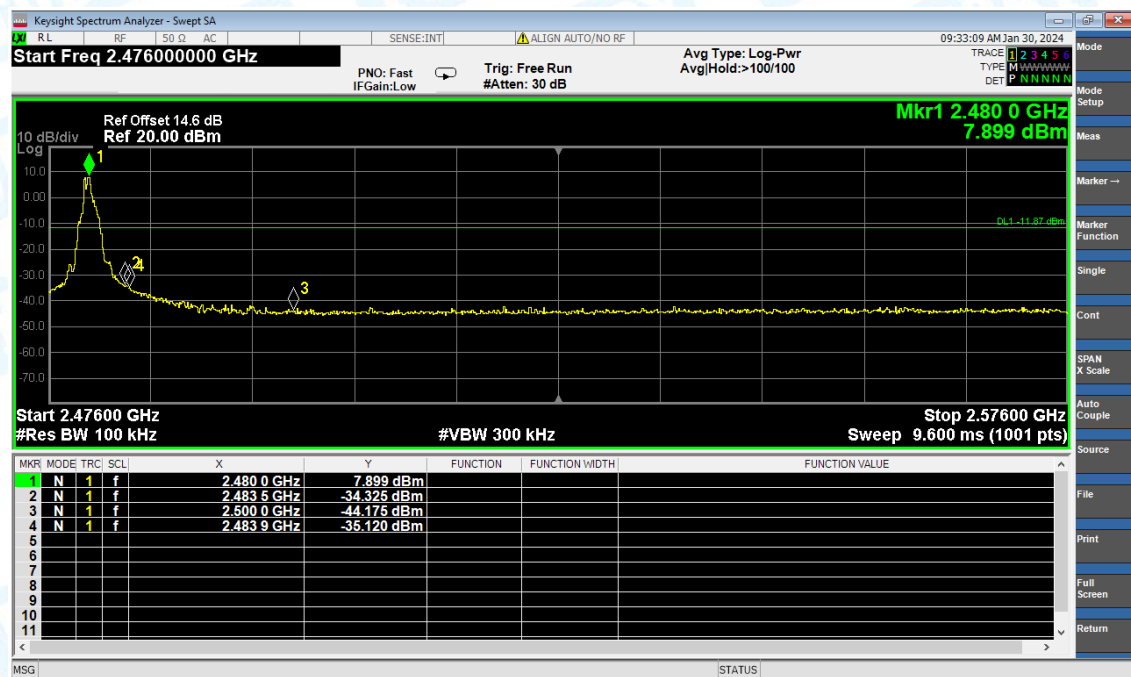 Keysight Spectrum Analyzer - Swept SA
LXI RL RF 50 Ω AC SENSE:INT ALIGN AUTO/NO RF 09:33:09 AM Jan 30, 2024
Start Freq 2.476000000 GHz
PNO: Fast
IFGain:Low
Trig: Free Run
#Atten: 30 dB
Avg Type: Log-Pwr
Avg|Hold:>100/100
TRACE 1 2 3 4 5 6
TYPE MWWWWW
DET P N N N N N
Mkr1 2.480 0 GHz
7.899 dBm
Ref Offset 14.6 dB
10 dB/div Ref 20.00 dBm
Log
1
10.0
0.00
-10.0
DL1 -11.87 dBm
-20.0
2 4
-30.0
3
-40.0
-50.0
-60.0
-70.0
Start 2.47600 GHz Stop 2.57600 GHz
#Res BW 100 kHz #VBW 300 kHz Sweep 9.600 ms (1001 pts)
MKR MODE TRC SCL X Y FUNCTION FUNCTION WIDTH FUNCTION VALUE
1 N 1 f 2.480 0 GHz 7.899 dBm
2 N 1 f 2.483 5 GHz -34.325 dBm
3 N 1 f 2.500 0 GHz -44.175 dBm
4 N 1 f 2.483 9 GHz -35.120 dBm
5
6
7
8
9
10
11
MSG STATUS
Mode
Mode Setup
Meas
Marker→
Marker Function
Single
Cont
SPAN X Scale
Auto Couple
Source
File
Print
Full Screen
Return